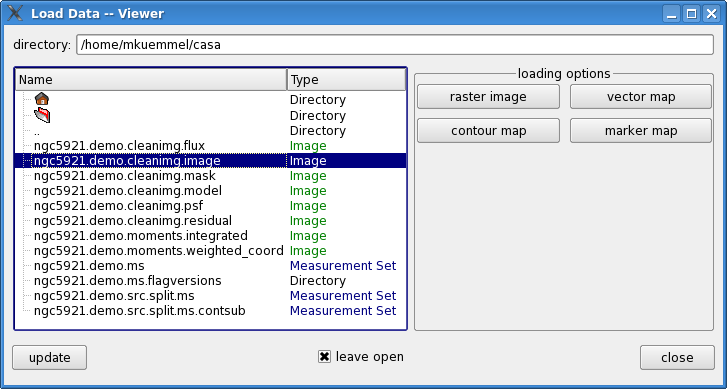 Load Data -- Viewer
directory: /home/mkuemmel/casa
Name Type
Directory
Directory
.. Directory
ngc5921.demo.cleanimg.flux Image
ngc5921.demo.cleanimg.image Image
ngc5921.demo.cleanimg.mask Image
ngc5921.demo.cleanimg.model Image
ngc5921.demo.cleanimg.psf Image
ngc5921.demo.cleanimg.residual Image
ngc5921.demo.moments.integrated Image
ngc5921.demo.moments.weighted_coord Image
ngc5921.demo.ms Measurement Set
ngc5921.demo.ms.flagversions Directory
ngc5921.demo.src.split.ms Measurement Set
ngc5921.demo.src.split.ms.contsub Measurement Set
loading options
raster image vector map
contour map marker map
update leave open close